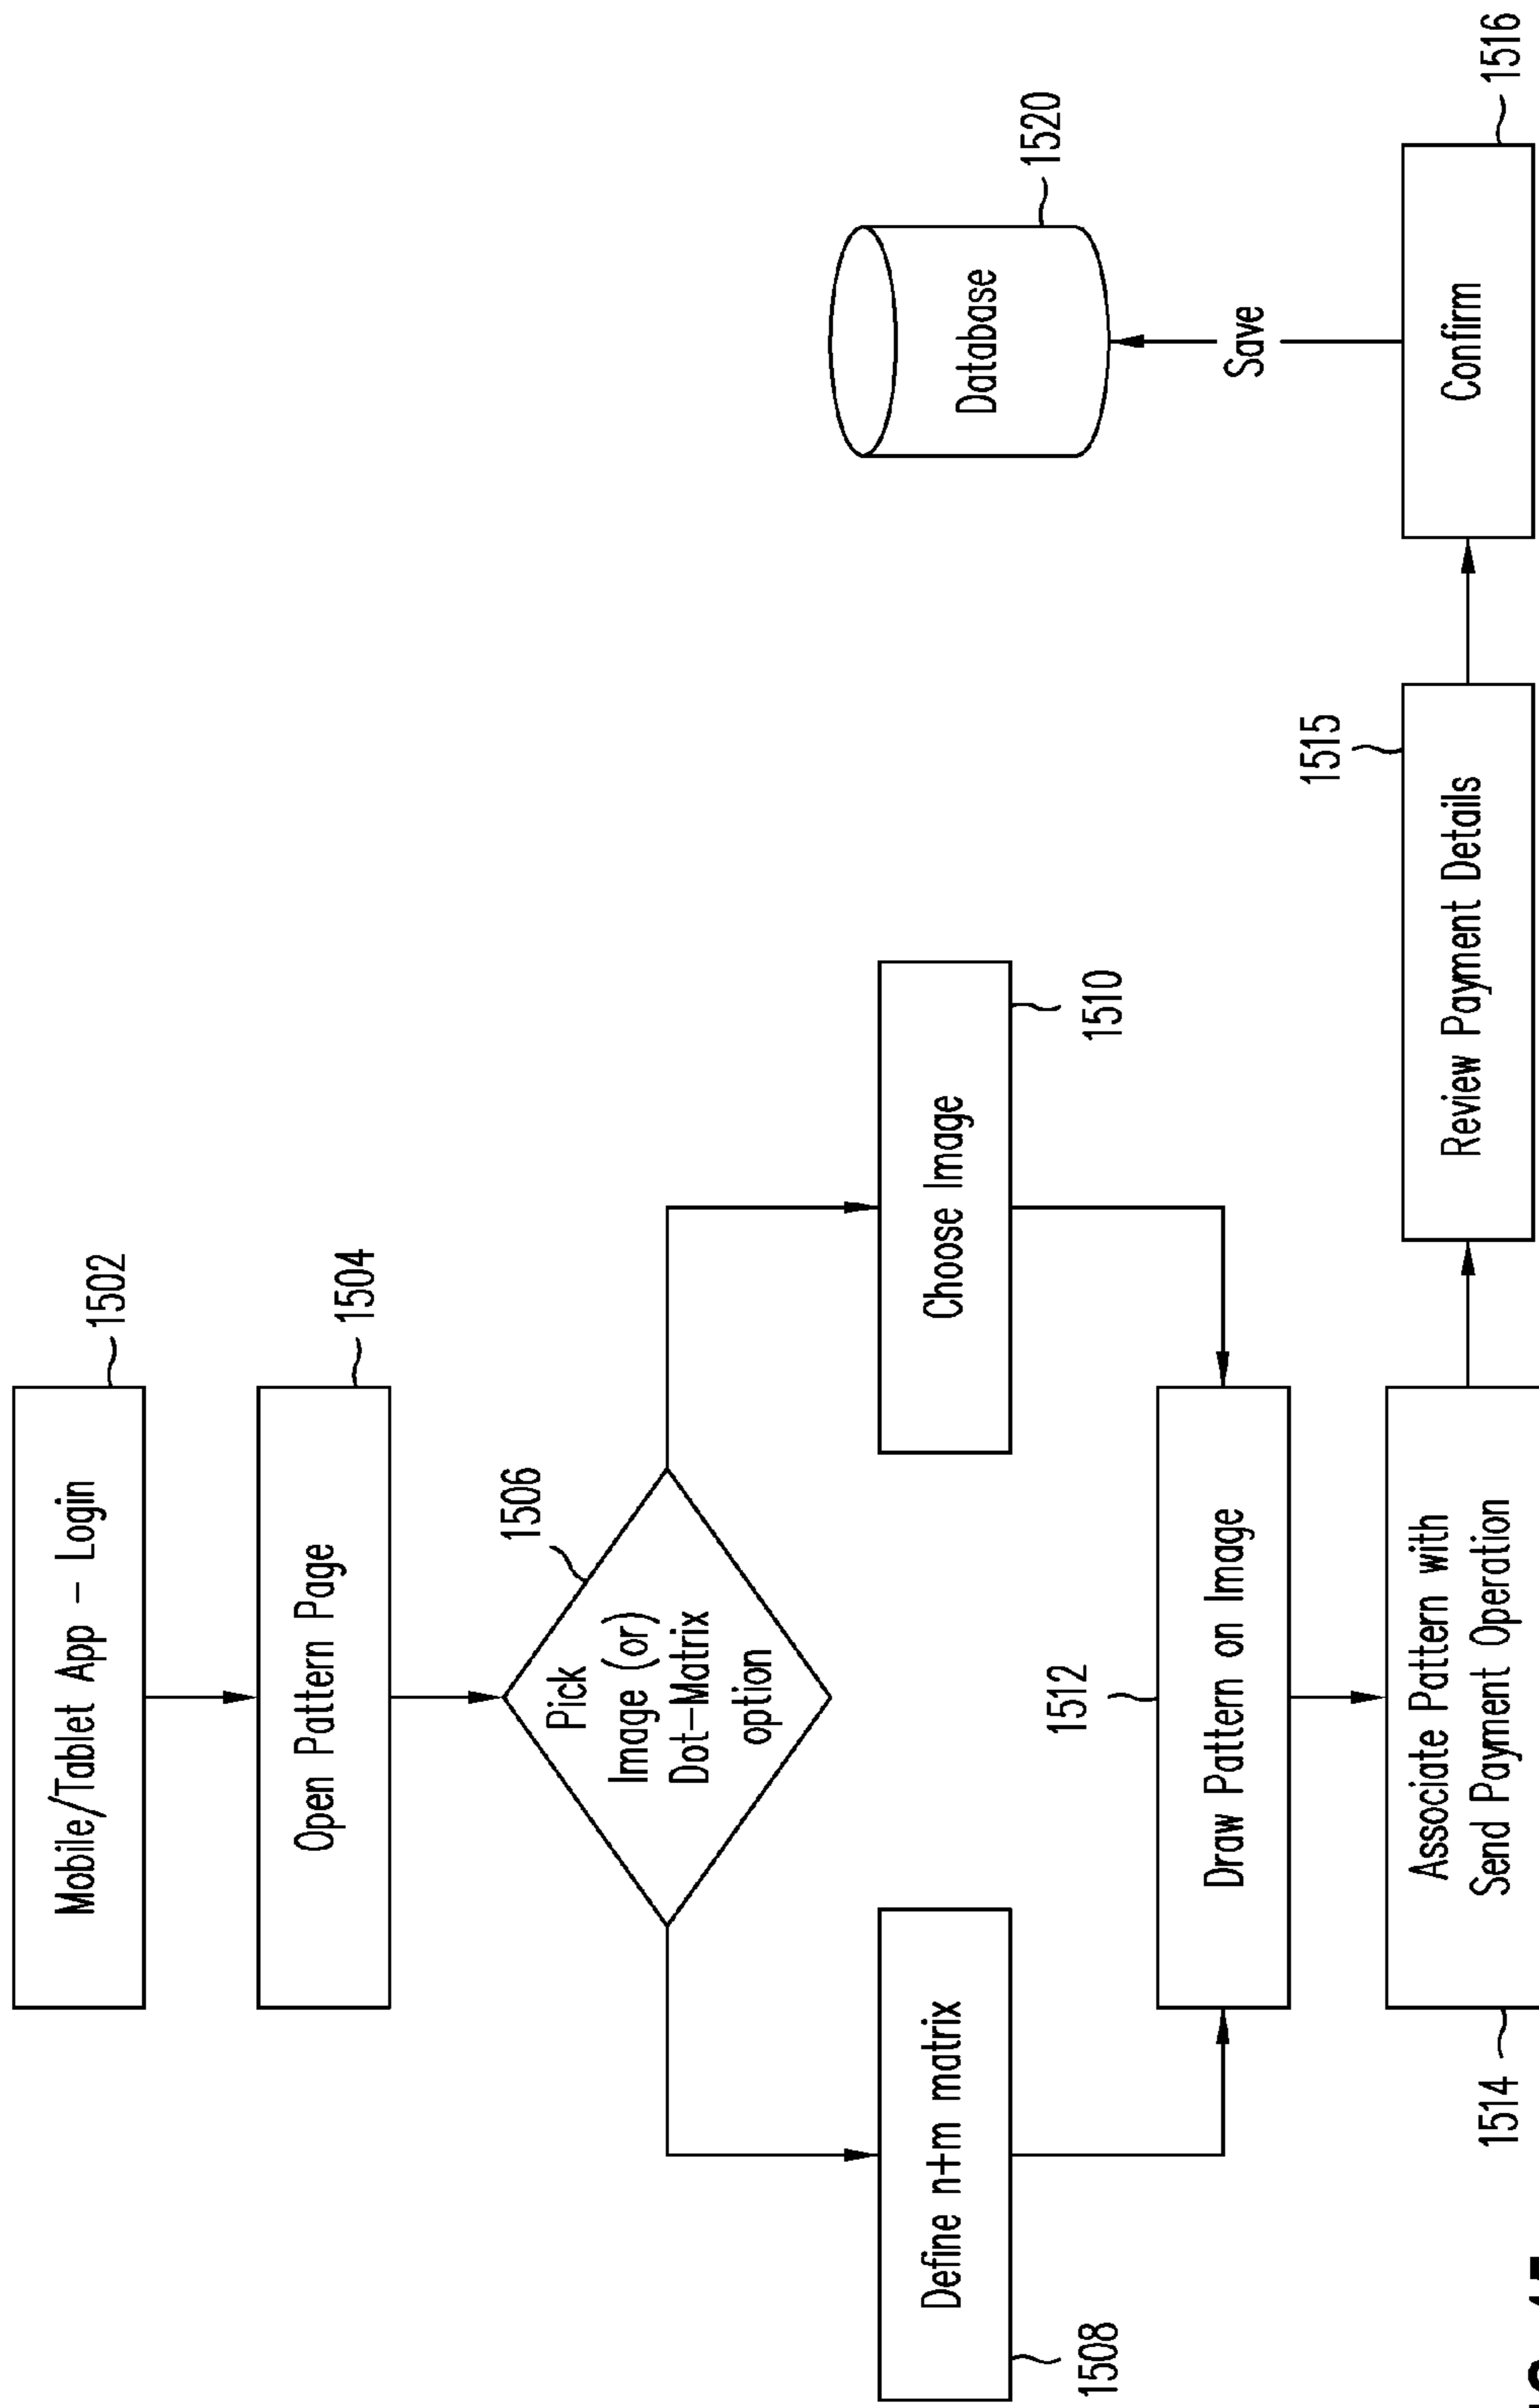 Mobile/Tablet App – Login
1502
Open Pattern Page
1504
1506
Pick
Image (or)
Dot-Matrix
option
Define n+m matrix
1508
Choose Image
1510
1512
Draw Pattern on Image
Associate Pattern with
Send Payment Operation
1514
Review Payment Details
1515
Confirm
1516
Save
Database
1520